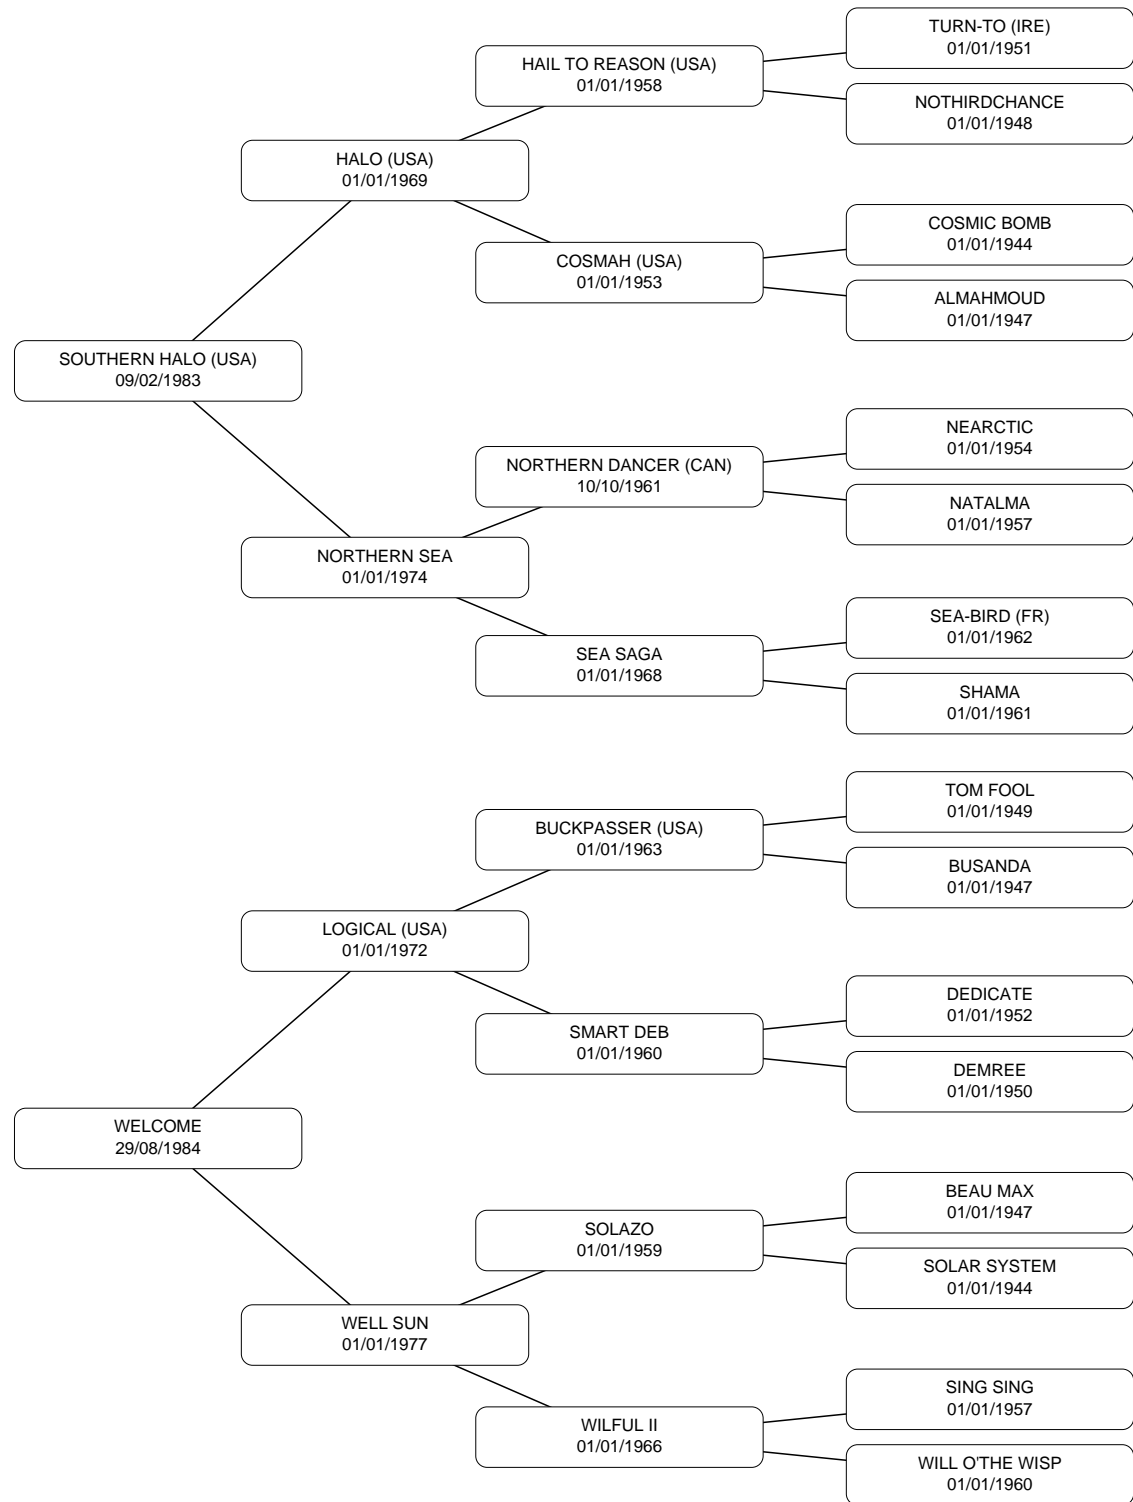 TURN-TO (IRE)
01/01/1951
HAIL TO REASON (USA)
01/01/1958
NOTHIRDCHANCE
01/01/1948
HALO (USA)
01/01/1969
COSMIC BOMB
01/01/1944
COSMAH (USA)
01/01/1953
ALMAHMOUD
01/01/1947
SOUTHERN HALO (USA)
09/02/1983
NEARCTIC
01/01/1954
NORTHERN DANCER (CAN)
10/10/1961
NATALMA
01/01/1957
NORTHERN SEA
01/01/1974
SEA-BIRD (FR)
01/01/1962
SEA SAGA
01/01/1968
SHAMA
01/01/1961
TOM FOOL
01/01/1949
BUCKPASSER (USA)
01/01/1963
BUSANDA
01/01/1947
LOGICAL (USA)
01/01/1972
DEDICATE
01/01/1952
SMART DEB
01/01/1960
DEMREE
01/01/1950
WELCOME
29/08/1984
BEAU MAX
01/01/1947
SOLAZO
01/01/1959
SOLAR SYSTEM
01/01/1944
WELL SUN
01/01/1977
SING SING
01/01/1957
WILFUL II
01/01/1966
WILL O'THE WISP
01/01/1960